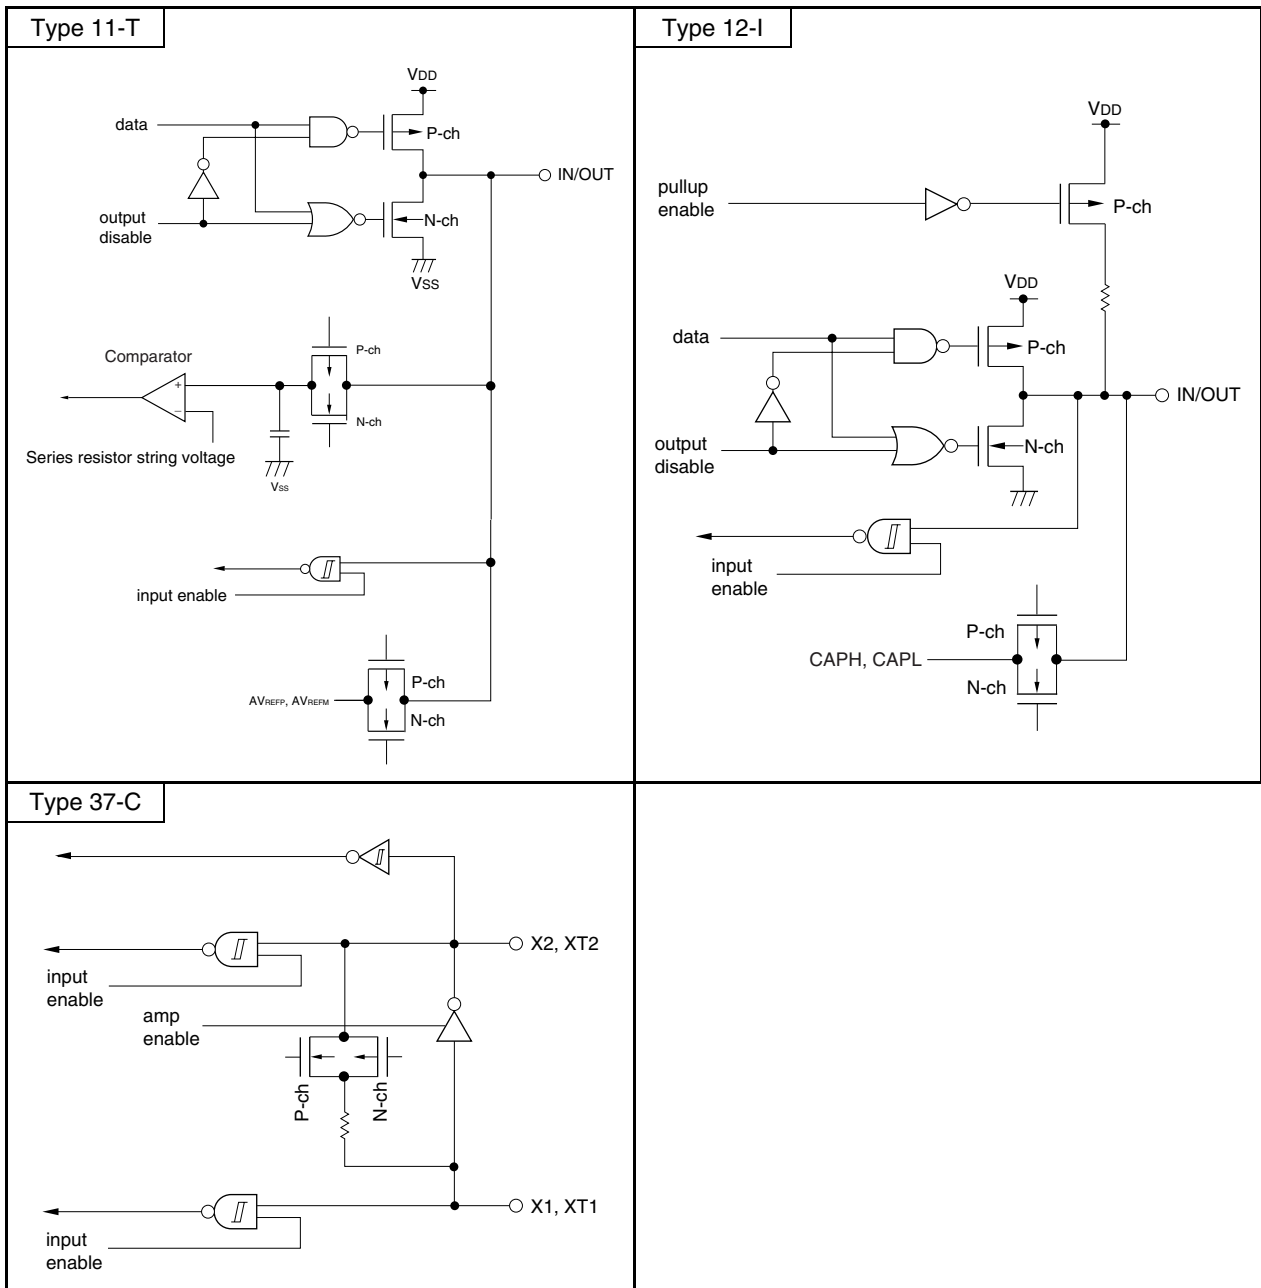 Type 11-T
VDD
data
P-ch
IN/OUT
output
disable
N-ch
VSS
Comparator
P-ch
+
−
N-ch
Series resistor string voltage
VSS
input enable
P-ch
AVREFP, AVREFM
N-ch
Type 12-I
VDD
pullup
enable
P-ch
VDD
data
P-ch
IN/OUT
output
disable
N-ch
input
enable
P-ch
CAPH, CAPL
N-ch
Type 37-C
X2, XT2
input
enable
amp
enable
P-ch
N-ch
X1, XT1
input
enable